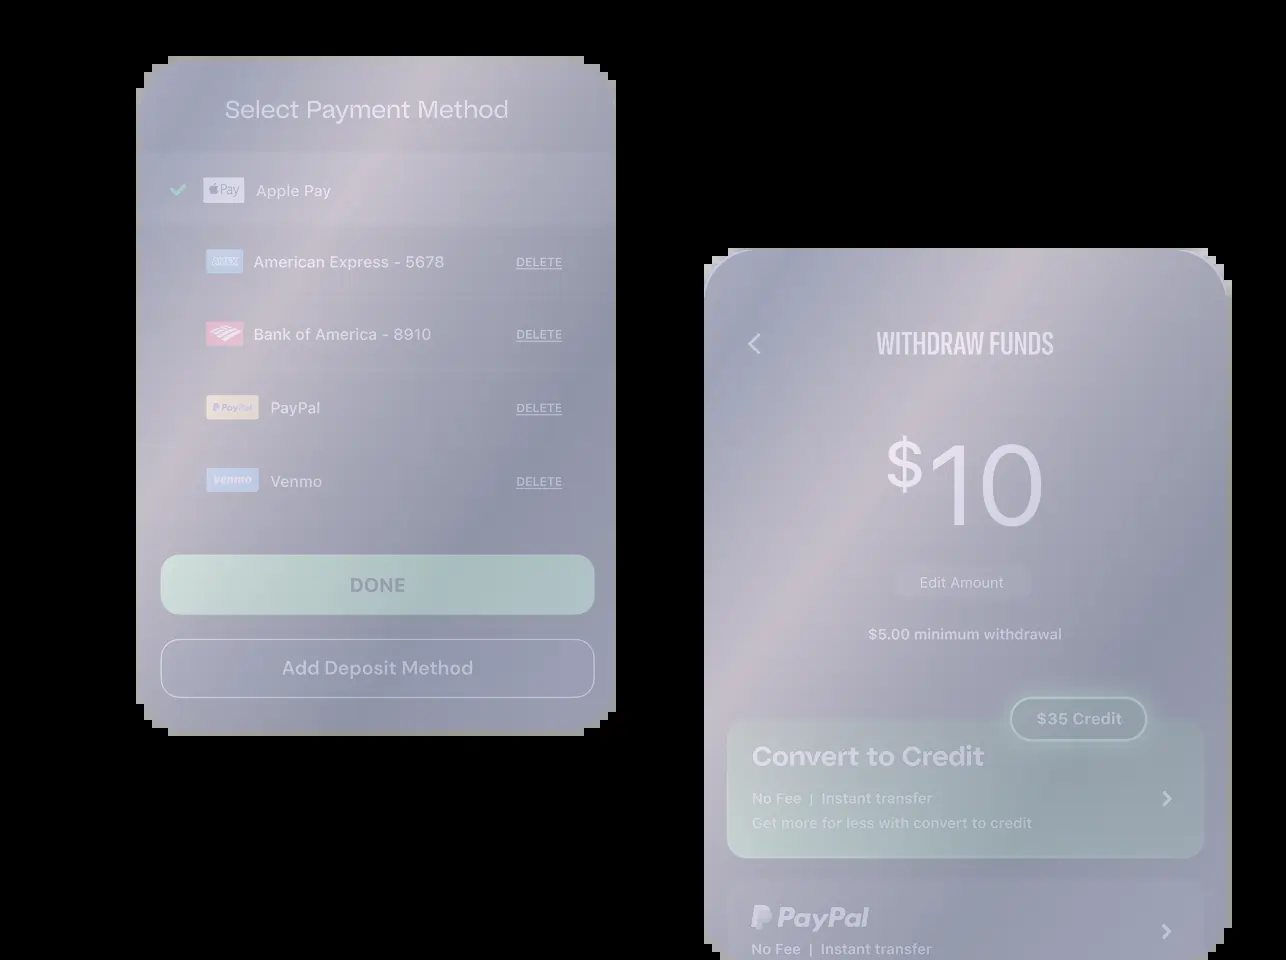 Select Payment Method
Pay Apple Pay
AMEX American Express - 5678 DELETE
Bank of America - 8910 DELETE
PayPal PayPal DELETE
venmo Venmo DELETE
DONE
Add Deposit Method
WITHDRAW FUNDS
$10
Edit Amount
$5.00 minimum withdrawal
$35 Credit
Convert to Credit
No Fee | Instant transfer
Get more for less with convert to credit
PayPal
No Fee | Instant transfer